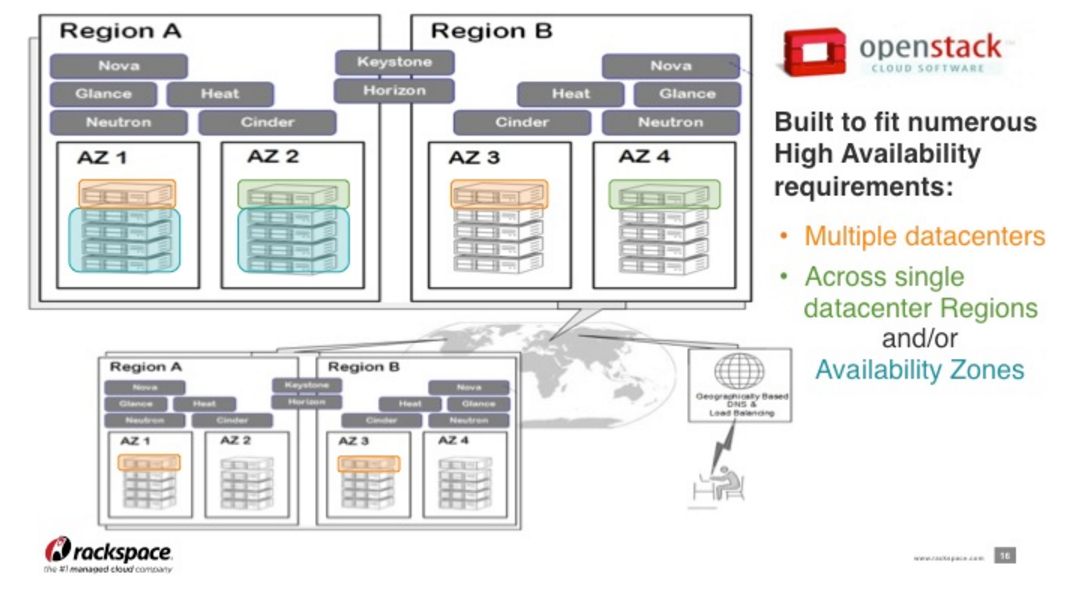 Region A
Nova
Glance
Heat
Neutron
Cinder
AZ 1
AZ 2
Keystone
Horizon
Region B
Nova
Heat
Glance
Cinder
Neutron
AZ 3
AZ 4
openstack
CLOUD SOFTWARE
Built to fit numerous
High Availability
requirements:
• Multiple datacenters
• Across single
datacenter Regions
and/or
Availability Zones
Region A
Nova
Glance
Heat
Neutron
Cinder
AZ 1
AZ 2
Keystone
Horizon
Region B
Nova
Heat
Glance
Cinder
Neutron
AZ 3
AZ 4
Geographically Based
DNS &
Load Balancing
rackspace
the #1 managed cloud company
www.rackspace.com
16